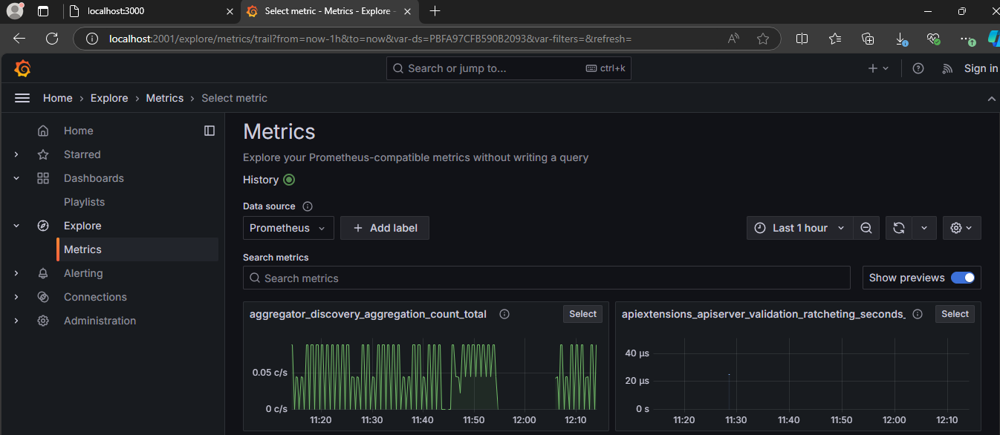 localhost:3000
Select metric - Metrics - Explore -
localhost:2001/explore/metrics/trail?from=now-1h&to=now&var-ds=PBFA97CFB590B2093&var-filters=&refresh=
Search or jump to...
ctrl+k
Sign in
Home › Explore › Metrics › Select metric
Home
Starred
Dashboards
Playlists
Explore
Metrics
Alerting
Connections
Administration
Metrics
Explore your Prometheus-compatible metrics without writing a query
History
Data source
Prometheus
+ Add label
Last 1 hour
Search metrics
Search metrics
Show previews
aggregator_discovery_aggregation_count_total
Select
0.05 c/s
0 c/s
11:20 11:30 11:40 11:50 12:00 12:10
apiextensions_apiserver_validation_ratcheting_seconds_
Select
40 µs
20 µs
0 s
11:20 11:30 11:40 11:50 12:00 12:10